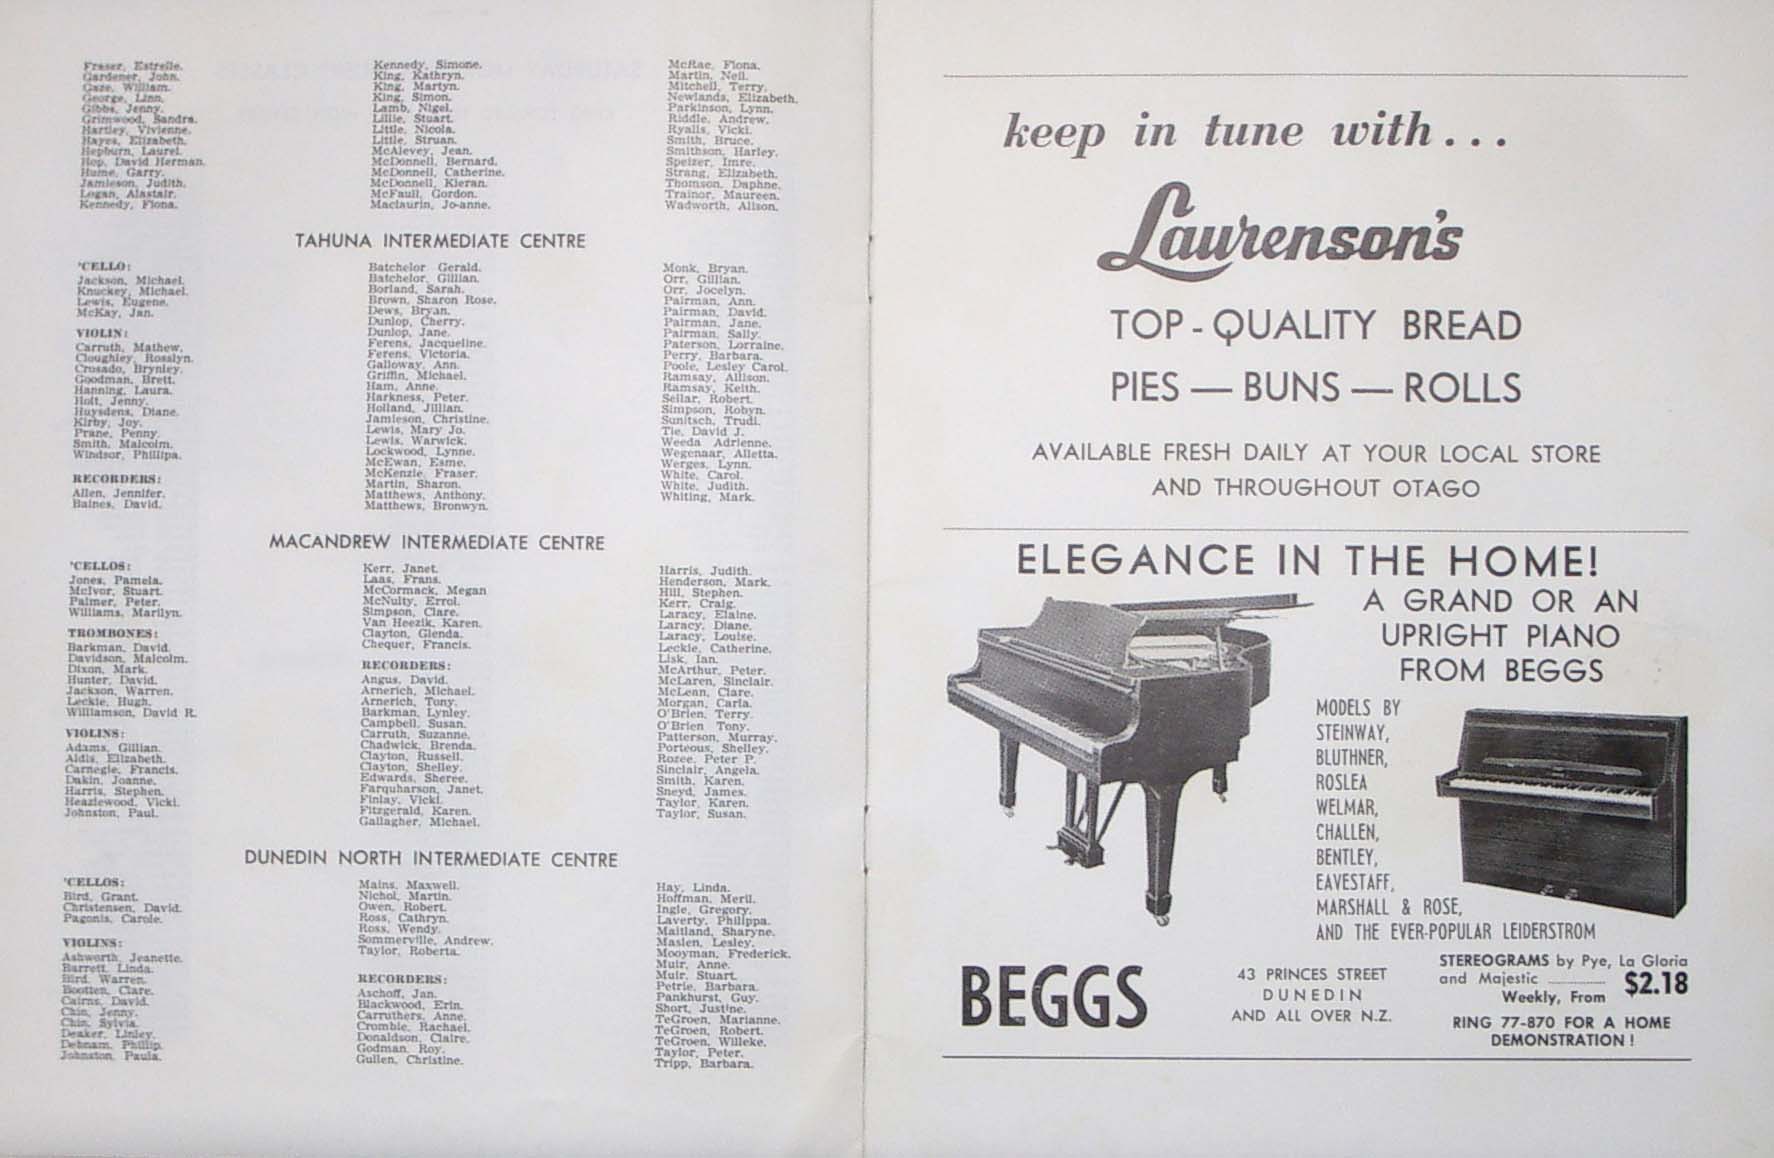 Fraser, Estrelle.
Gardener, John.
Gaze, William.
George, Linn.
Gibbs, Jenny.
Grimwood, Sandra.
Hartley, Vivienne.
Hayes, Elizabeth.
Hepburn, Laurel.
Hop, David Herman.
Hume, Garry.
Jamieson, Judith.
Logan, Alastair.
Kennedy, Fiona.
Kennedy, Simone.
King, Kathryn.
King, Martyn.
King, Simon.
Lamb, Nigel.
Lillie, Stuart.
Little, Nicola.
Little, Struan.
McAlevey, Jean.
McDonnell, Bernard.
McDonnell, Catherine.
McDonnell, Kieran.
McFaull, Gordon.
Maclaurin, Jo-anne.
McRae, Fiona.
Martin, Neil.
Mitchell, Terry.
Newlands, Elizabeth.
Parkinson, Lynn.
Riddle, Andrew.
Ryalls, Vicki.
Smith, Bruce.
Smithson, Harley.
Speizer, Imre.
Strang, Elizabeth.
Thomson, Daphne.
Trainor, Maureen.
Wadworth, Alison.
TAHUNA INTERMEDIATE CENTRE
'CELLO:
Jackson, Michael.
Knuckey, Michael.
Lewis, Eugene.
McKay, Jan.
VIOLIN:
Carruth, Mathew.
Cloughley, Rosslyn.
Crosado, Brynley.
Goodman, Brett.
Hanning, Laura.
Holt, Jenny.
Huysdens, Diane.
Kirby, Joy.
Prane, Penny.
Smith, Malcolm.
Windsor, Phillipa.
RECORDERS:
Allen, Jennifer.
Baines, David.
Batchelor Gerald.
Batchelor, Gillian.
Borland, Sarah.
Brown, Sharon Rose.
Dews, Bryan.
Dunlop, Cherry.
Dunlop, Jane.
Ferens, Jacqueline.
Ferens, Victoria.
Galloway, Ann.
Griffin, Michael.
Ham, Anne.
Harkness, Peter.
Holland, Jillian.
Jamieson, Christine.
Lewis, Mary Jo.
Lewis, Warwick.
Lockwood, Lynne.
McEwan, Esme.
McKenzie, Fraser.
Martin, Sharon.
Matthews, Anthony.
Matthews, Bronwyn.
Monk, Bryan.
Orr, Gillian.
Orr, Jocelyn.
Pairman, Ann.
Pairman, David.
Pairman, Jane.
Pairman, Sally.
Paterson, Lorraine.
Perry, Barbara.
Poole, Lesley Carol.
Ramsay, Allison.
Ramsay, Keith.
Sellar, Robert.
Simpson, Robyn.
Sunitsch, Trudi.
Tie, David J.
Weeda Adrienne.
Wegenaar, Alletta.
Werges, Lynn.
White, Carol.
White, Judith.
Whiting, Mark.
MACANDREW INTERMEDIATE CENTRE
'CELLOS:
Jones, Pamela.
McIvor, Stuart.
Palmer, Peter.
Williams, Marilyn.
TROMBONES:
Barkman, David.
Davidson, Malcolm.
Dixon, Mark.
Hunter, David.
Jackson, Warren.
Leckie, Hugh.
Williamson, David R.
VIOLINS:
Adams, Gillian.
Aldis, Elizabeth.
Carnegie, Francis.
Dakin, Joanne.
Harris, Stephen.
Heazlewood, Vicki.
Johnston, Paul.
Kerr, Janet.
Laas, Frans.
McCormack, Megan
McNulty, Errol.
Simpson, Clare.
Van Heezik, Karen.
Clayton, Glenda.
Chequer, Francis.
RECORDERS:
Angus, David.
Arnerich, Michael.
Arnerich, Tony.
Barkman, Lynley.
Campbell, Susan.
Carruth, Suzanne.
Chadwick, Brenda.
Clayton, Russell.
Clayton, Shelley.
Edwards, Sheree.
Farquharson, Janet.
Finlay, Vicki.
Fitzgerald, Karen.
Gallagher, Michael.
Harris, Judith.
Henderson, Mark.
Hill, Stephen.
Kerr, Craig.
Laracy, Elaine.
Laracy, Diane.
Laracy, Louise.
Leckie, Catherine.
Lisk, Ian.
McArthur, Peter.
McLaren, Sinclair.
McLean, Clare.
Morgan, Carla.
O'Brien, Terry.
O'Brien Tony.
Patterson, Murray.
Porteous, Shelley.
Rozee, Peter P.
Sinclair, Angela.
Smith, Karen.
Sneyd, James.
Taylor, Karen.
Taylor, Susan.
DUNEDIN NORTH INTERMEDIATE CENTRE
'CELLOS:
Bird, Grant.
Christensen, David.
Pagonis, Carole.
VIOLINS:
Ashworth, Jeanette.
Barrett, Linda.
Bird, Warren.
Bootten, Clare.
Cairns, David.
Chin, Jenny.
Chin, Sylvia.
Deaker, Linley.
Debnam, Phillip.
Johnston, Paula.
Mains, Maxwell.
Nichol, Martin.
Owen, Robert.
Ross, Cathryn.
Ross, Wendy.
Sommerville, Andrew.
Taylor, Roberta.
RECORDERS:
Aschoff, Jan.
Blackwood, Erin.
Carruthers, Anne.
Crombie, Rachael.
Donaldson, Claire.
Godman, Roy.
Gullen, Christine.
Hay, Linda.
Hoffman, Meril.
Ingle, Gregory.
Laverty, Philippa.
Maitland, Sharyne.
Maslen, Lesley.
Mooyman, Frederick.
Muir, Anne.
Muir, Stuart.
Petrie, Barbara.
Pankhurst, Guy.
Short, Justine.
TeGroen, Marianne.
TeGroen, Robert.
TeGroen, Willeke.
Taylor, Peter.
Tripp, Barbara.
keep in tune with...
Laurenson's
TOP-QUALITY BREAD
PIES — BUNS — ROLLS
AVAILABLE FRESH DAILY AT YOUR LOCAL STORE
AND THROUGHOUT OTAGO
ELEGANCE IN THE HOME!
A GRAND OR AN
UPRIGHT PIANO
FROM BEGGS
MODELS BY
STEINWAY,
BLUTHNER,
ROSLEA
WELMAR,
CHALLEN,
BENTLEY,
EAVESTAFF,
MARSHALL & ROSE,
AND THE EVER-POPULAR LEIDERSTROM
BEGGS
43 PRINCES STREET
DUNEDIN
AND ALL OVER N.Z.
STEREOGRAMS by Pye, La Gloria
and Majestic ............
Weekly, From $2.18
RING 77-870 FOR A HOME
DEMONSTRATION!